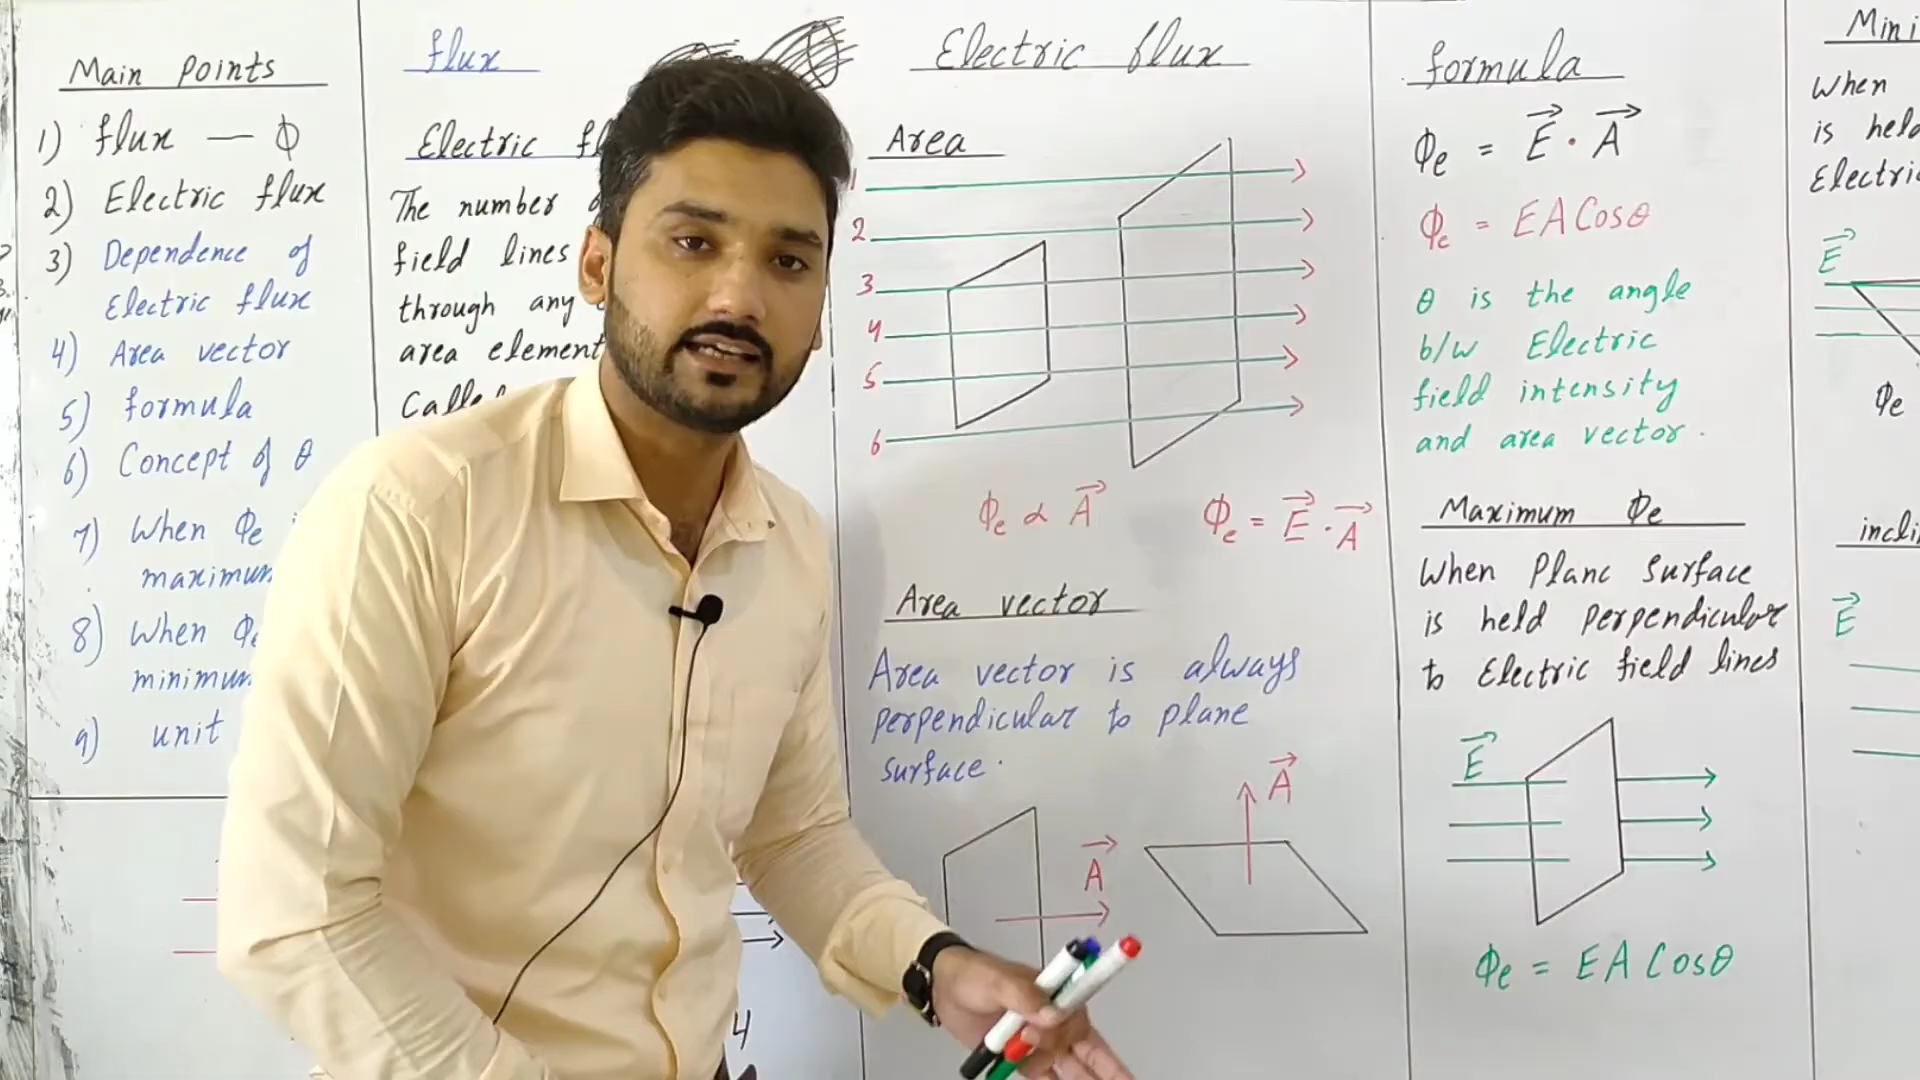 Main points
1) flux — Φ
2) Electric flux
3) Dependence of
Electric flux
4) Area vector
5) formula
6) Concept of θ
7) When Φe
maximum
8) When Φe
minimum
9) unit
flux
Electric
The number
field lines
through any
area element
4
Electric flux
Area
1
2
3
4
5
6
Φe ∝ A⃗
Φe = E⃗ . A⃗
Area vector
Area vector is always
perpendicular to plane
surface.
A⃗
A⃗
formula
Φe = E⃗ . A⃗
Φe = EA Cosθ
θ is the angle
b/w Electric
field intensity
and area vector.
Maximum Φe
When Plane Surface
is held perpendicular
to Electric field lines
E⃗
Φe = EA Cosθ
When
is
E⃗
Φe
E⃗